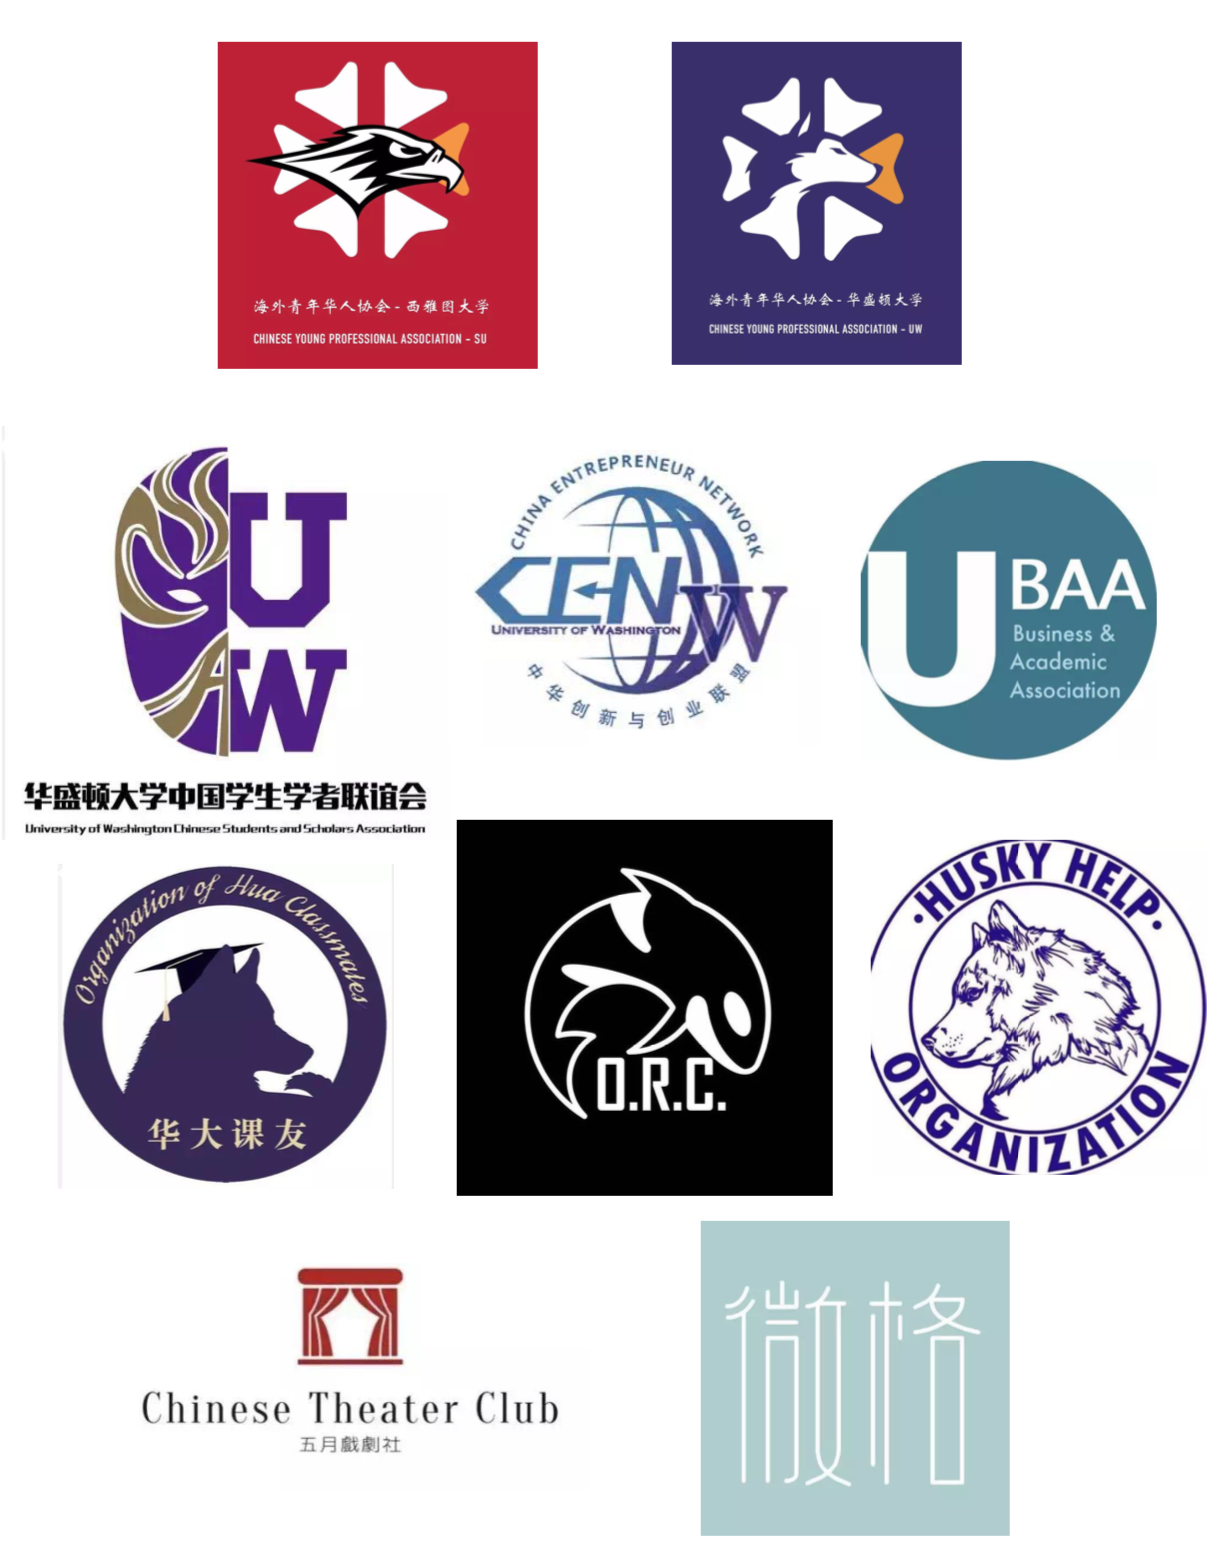 海外青年华人协会-西雅图大学
CHINESE YOUNG PROFESSIONAL ASSOCIATION - SU
海外青年华人协会-华盛顿大学
CHINESE YOUNG PROFESSIONAL ASSOCIATION - UW
U
W
华盛顿大学中国学生学者联谊会
University of Washington Chinese Students and Scholars Association
CHINA ENTREPRENEUR NETWORK
CEN
W
UNIVERSITY OF WASHINGTON
中华创新与创业联盟
U
BAA
Business &
Academic
Association
Organization of Hua Classmates
华大课友
O.R.C.
·HUSKY HELP·
ORGANIZATION
Chinese Theater Club
五月戲劇社
微格